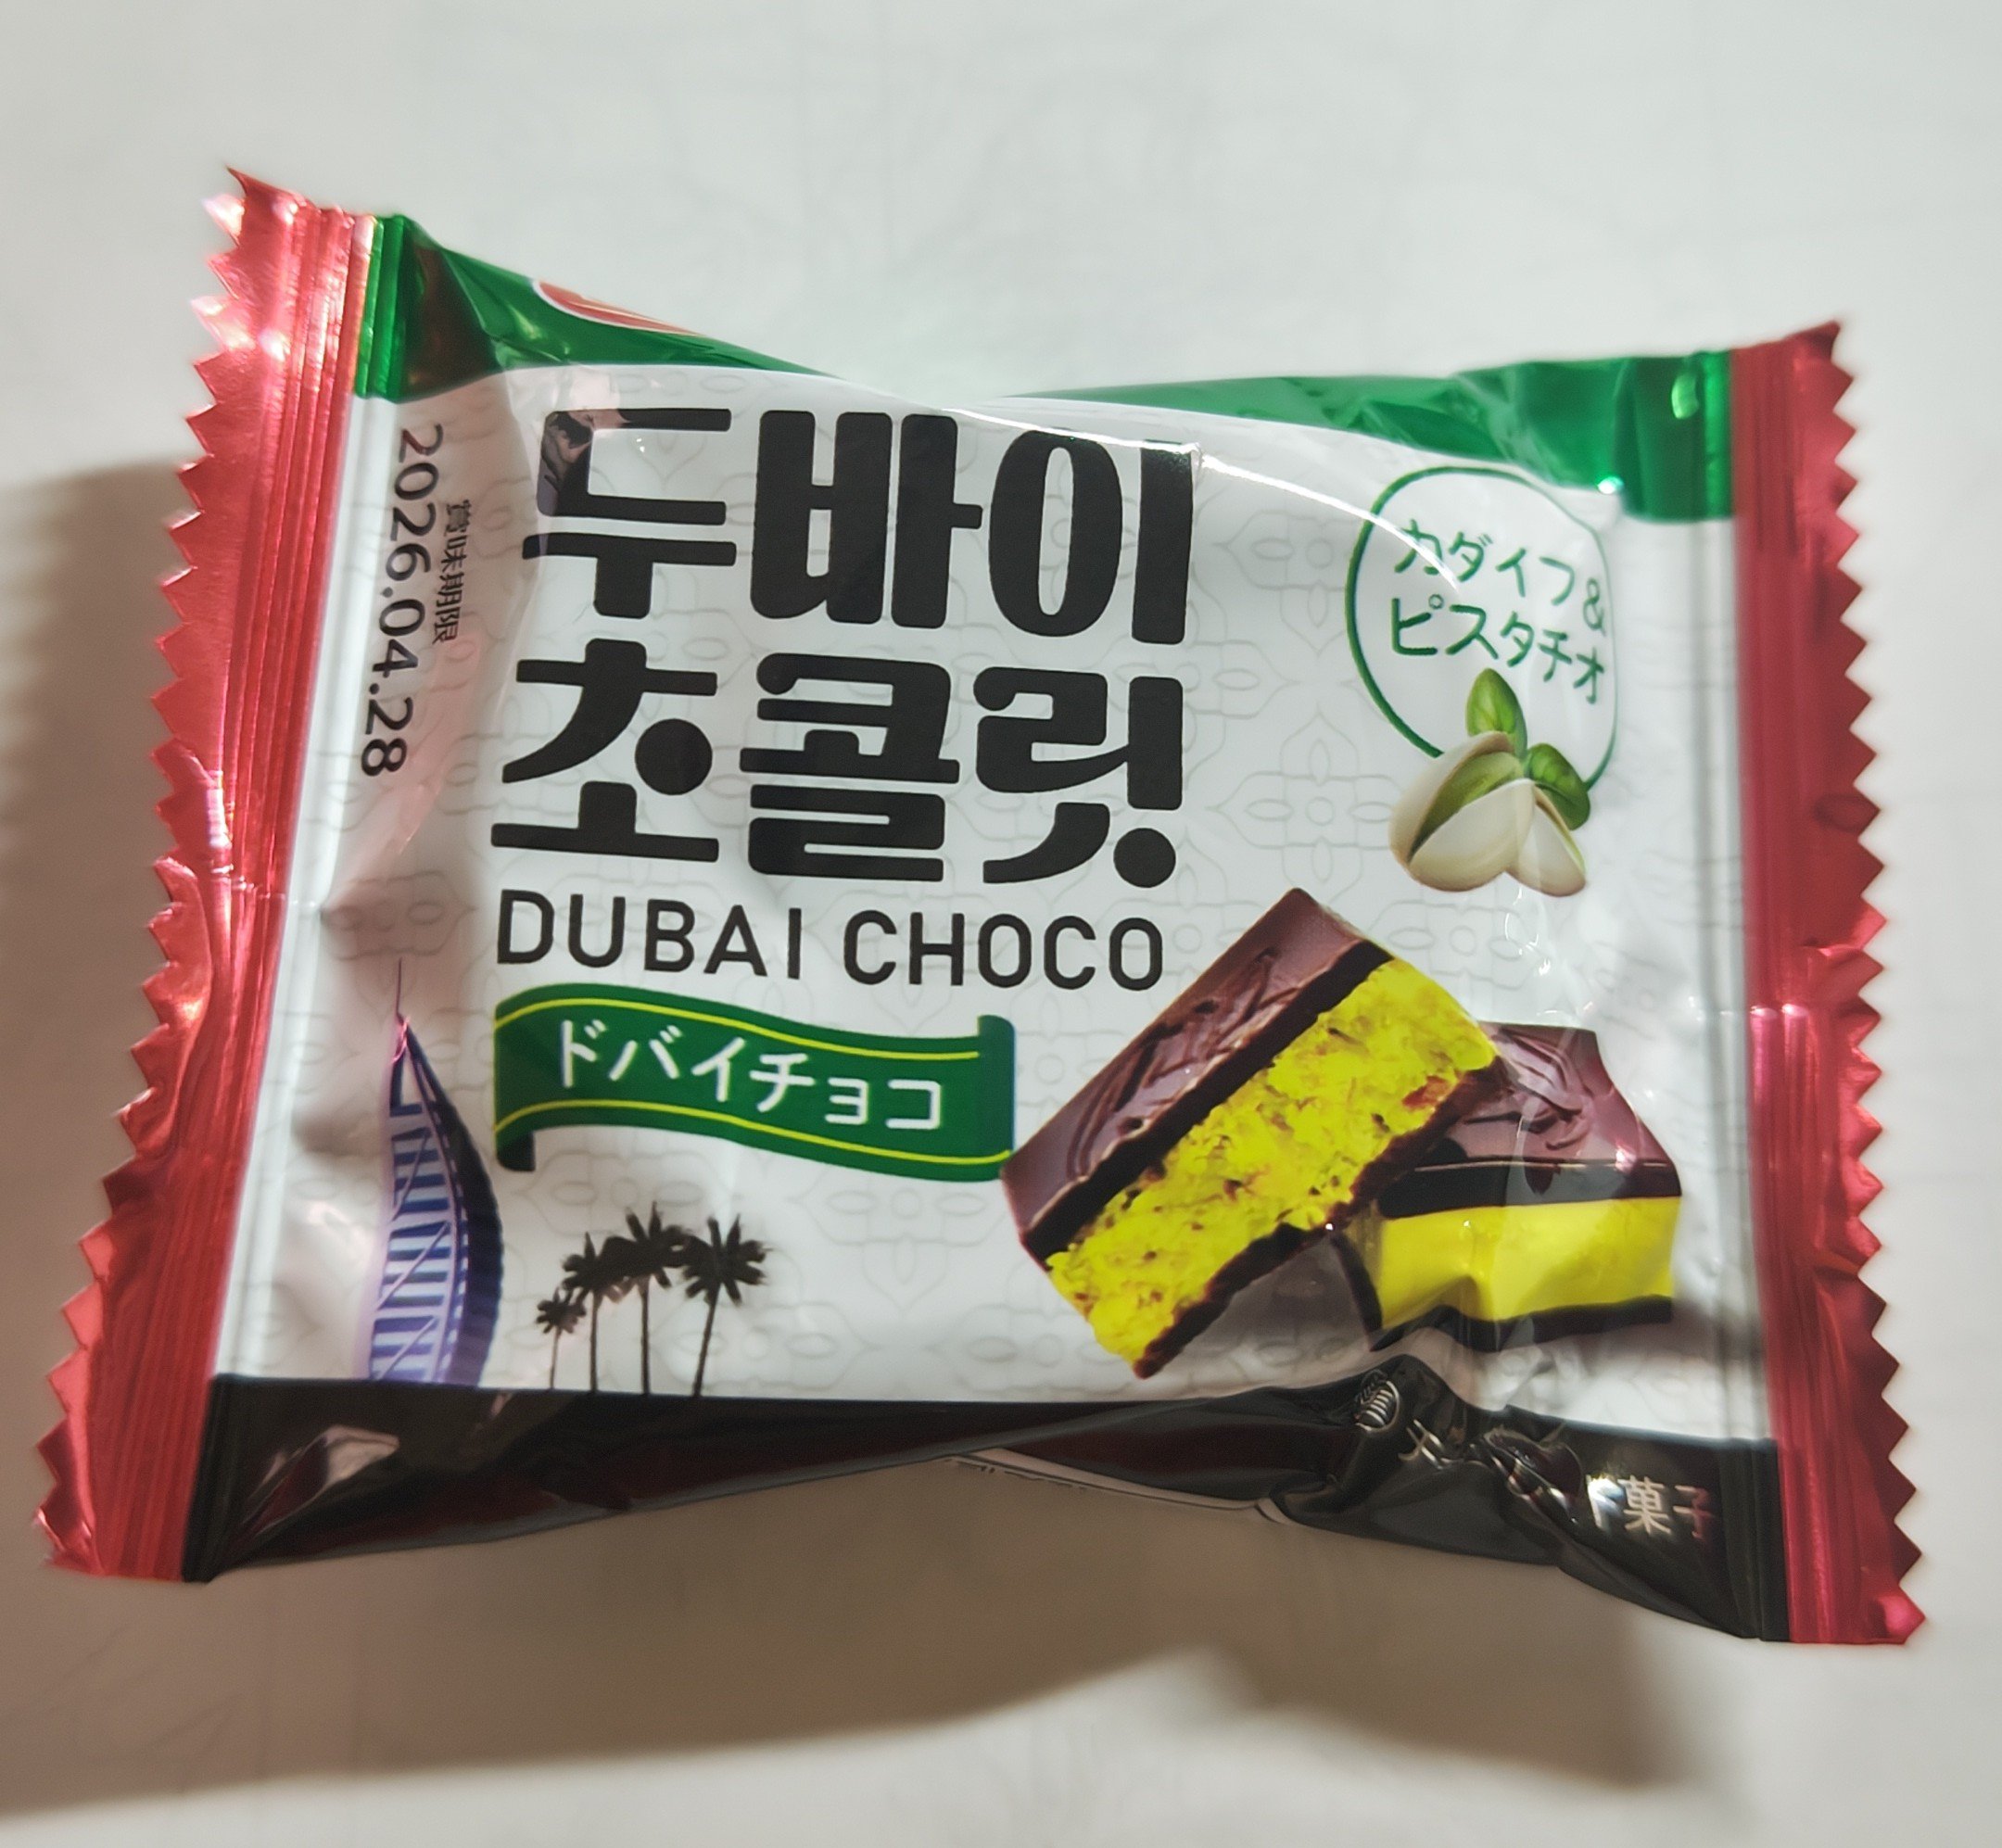 賞味期限
2026.04.28
두바이
초콜릿
DUBAI CHOCO
ドバイチョコ
カダイフ&
ピスタチオ
菓子